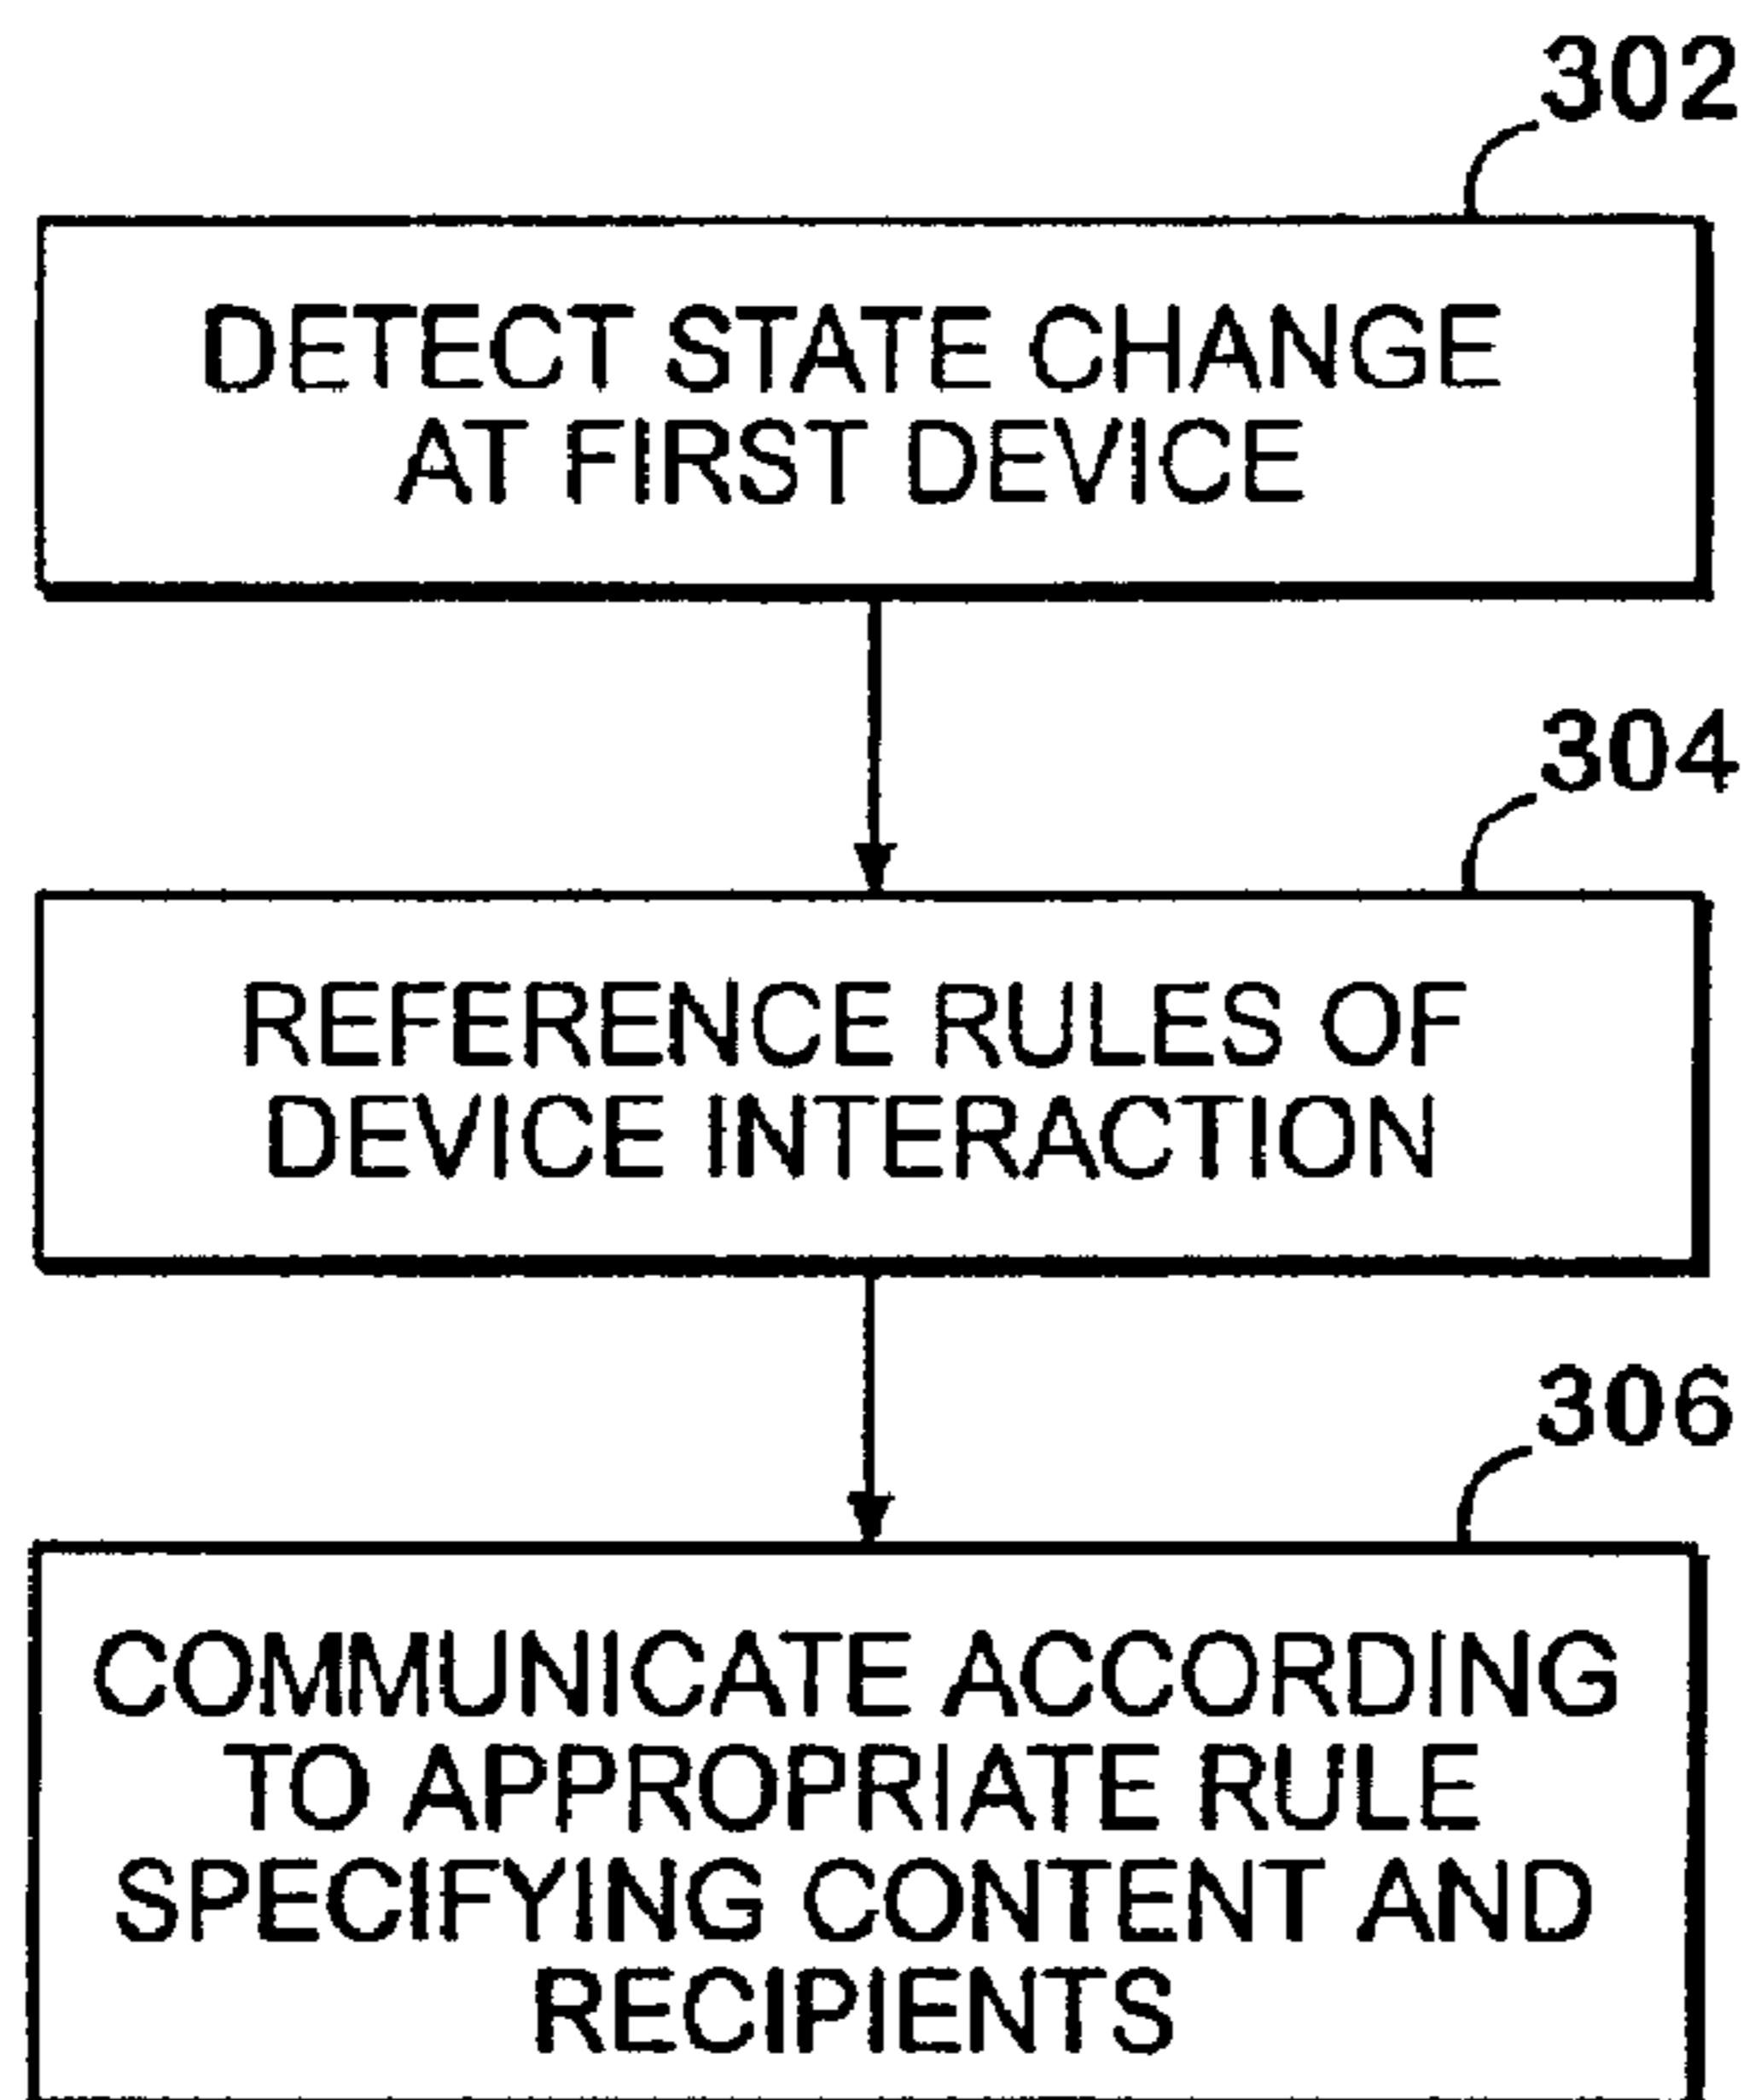 302
DETECT STATE CHANGE
AT FIRST DEVICE
304
REFERENCE RULES OF
DEVICE INTERACTION
306
COMMUNICATE ACCORDING
TO APPROPRIATE RULE
SPECIFYING CONTENT AND
RECIPIENTS